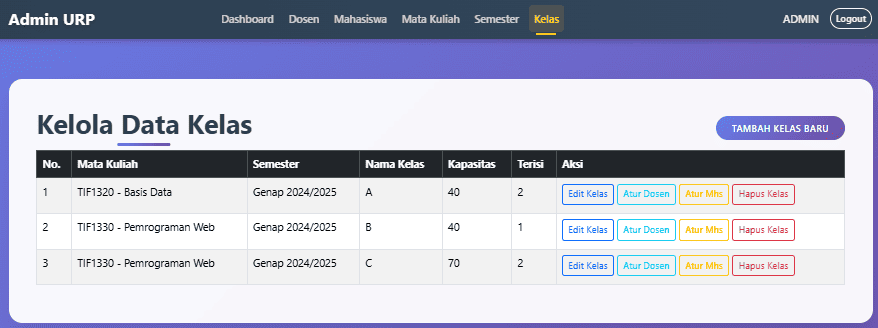 Admin URP Dashboard Dosen Mahasiswa Mata Kuliah Semester Kelas ADMIN Logout
Kelola Data Kelas
TAMBAH KELAS BARU
No. Mata Kuliah Semester Nama Kelas Kapasitas Terisi Aksi
1 TIF1320 - Basis Data Genap 2024/2025 A 40 2 Edit Kelas Atur Dosen Atur Mhs Hapus Kelas
2 TIF1330 - Pemrograman Web Genap 2024/2025 B 40 1 Edit Kelas Atur Dosen Atur Mhs Hapus Kelas
3 TIF1330 - Pemrograman Web Genap 2024/2025 C 70 2 Edit Kelas Atur Dosen Atur Mhs Hapus Kelas